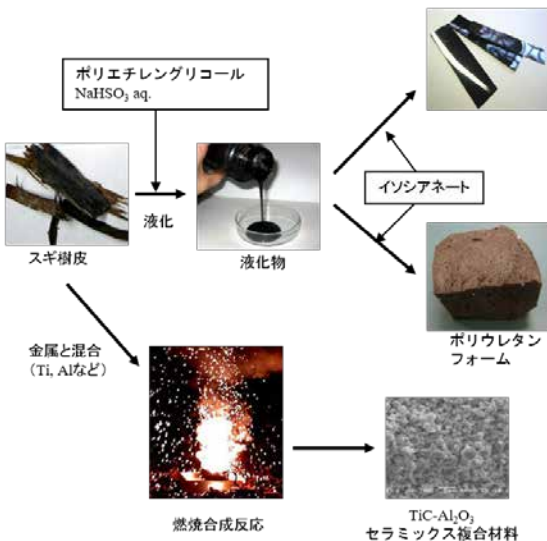 ポリエチレングリコール
NaHSO₃ aq.
液化
スギ樹皮
液化物
イソシアネート
ポリウレタン
フォーム
金属と混合
(Ti, Alなど)
燃焼合成反応
TiC-Al₂O₃
セラミックス複合材料